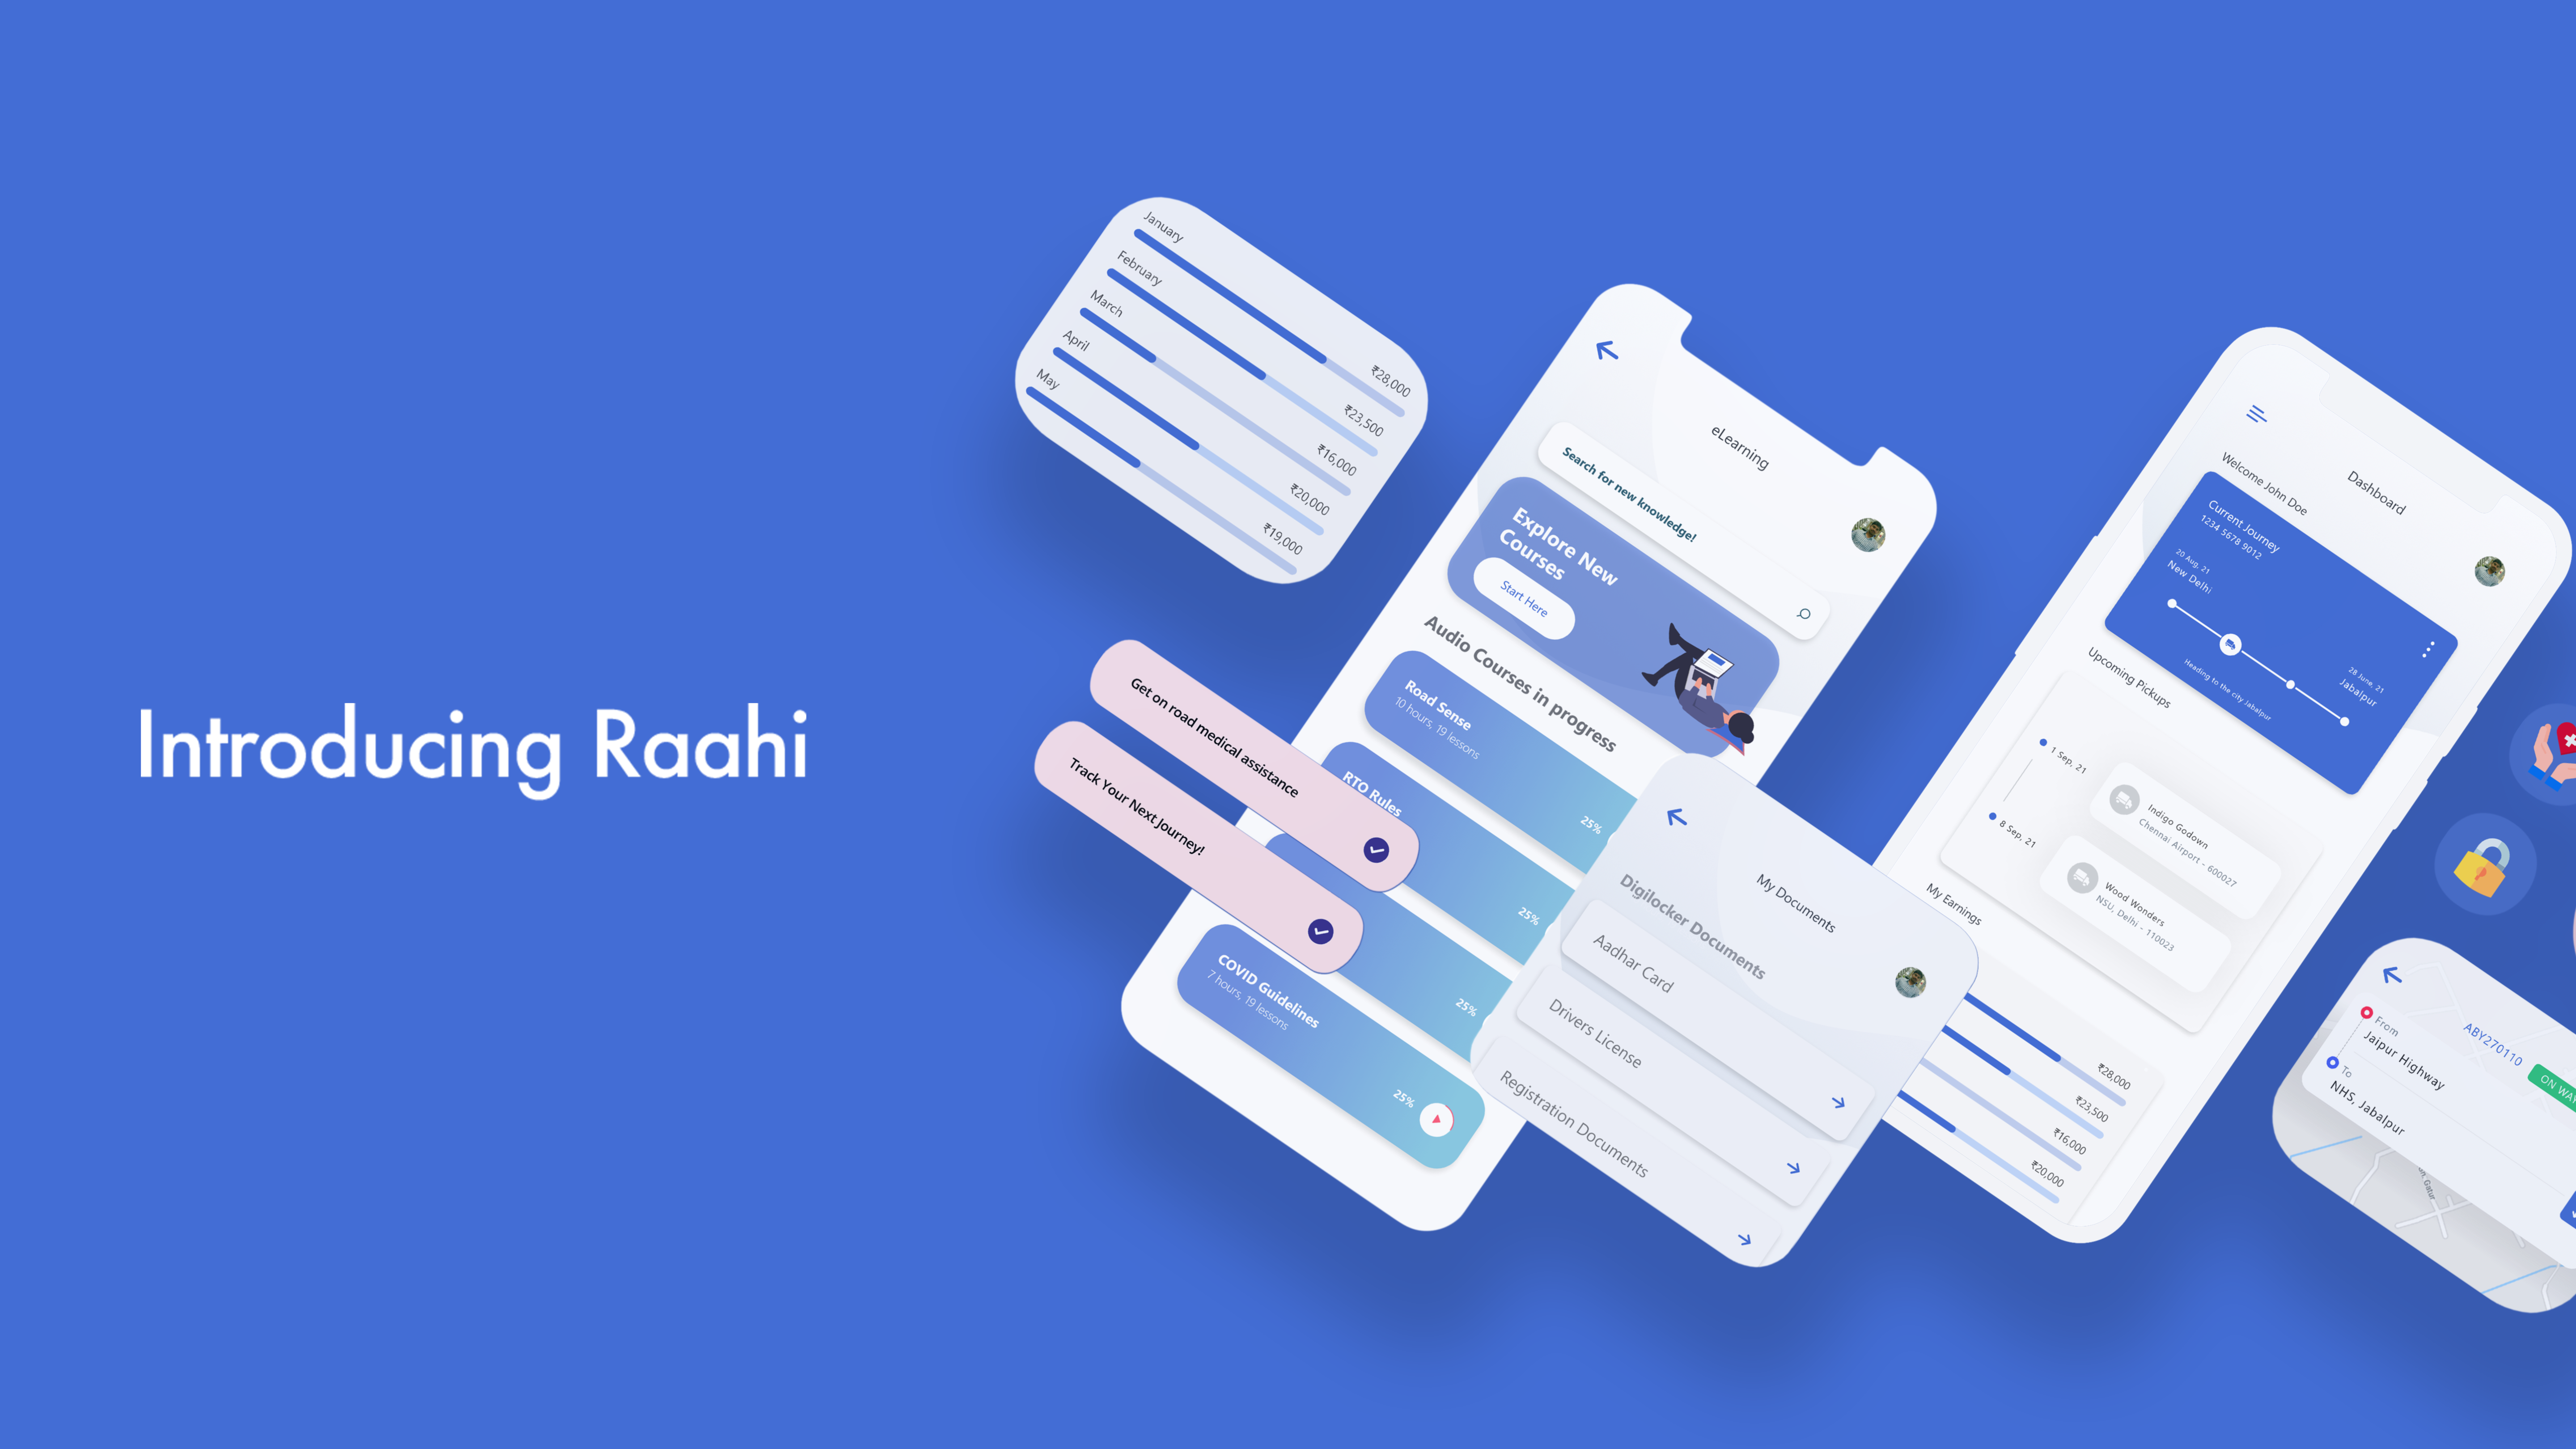 Introducing Raahi
January
₹28,000
February
₹23,500
March
₹16,000
April
₹20,000
May
₹19,000
Get on road medical assistance
Track Your Next Journey!
eLearning
Search for new knowledge!
Explore New
Courses
Start Here
Audio Courses in progress
Road Sense
10 hours, 19 lessons
25%
RTO Rules
25%
25%
COVID Guidelines
7 hours, 19 lessons
25%
My Documents
Digilocker Documents
Aadhar Card
Drivers License
Registration Documents
Dashboard
Welcome John Doe
Current Journey
1234 5678 9012
20 Aug, 21
New Delhi
28 June, 21
Jabalpur
Heading to the city Jabalpur
Upcoming Pickups
1 Sep, 21
Indigo Godown
Chennai Airport - 600027
8 Sep, 21
Wood Wonders
NSU, Delhi - 110023
My Earnings
₹28,000
₹23,500
₹16,000
₹20,000
ABY270110
ON WAY
From
Jaipur Highway
To
NHS, Jabalpur